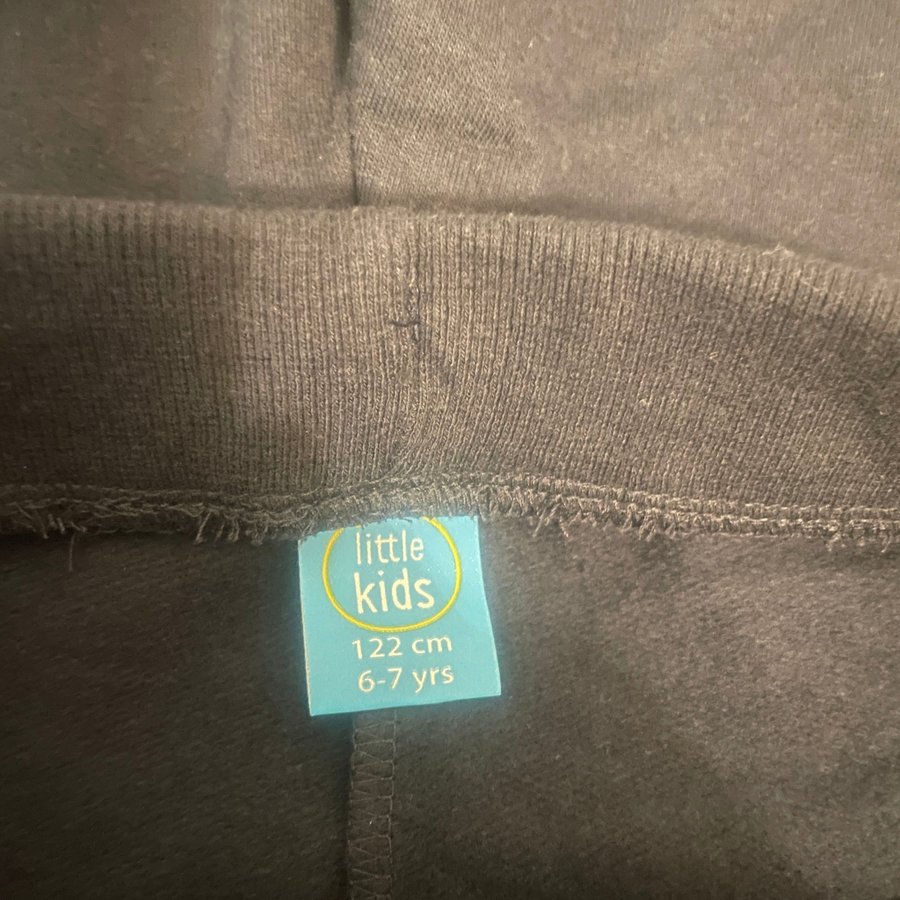 little
kids
122 cm
6-7 yrs